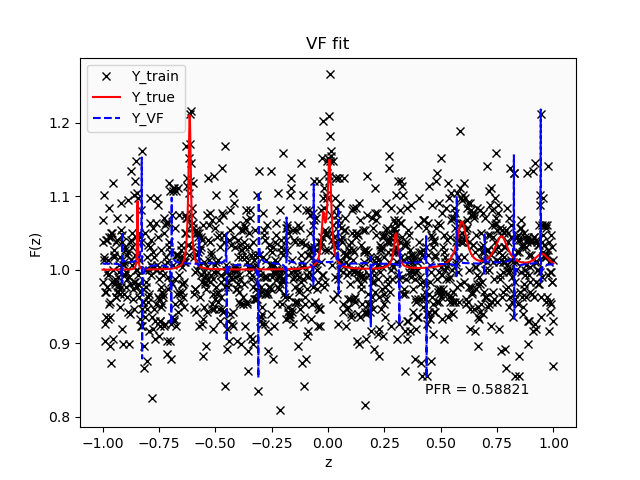 VF fit
Y_train
Y_true
Y_VF
F(z)
1.2
1.1
1.0
0.9
0.8
PFR = 0.58821
−1.00 −0.75 −0.50 −0.25 0.00 0.25 0.50 0.75 1.00
z